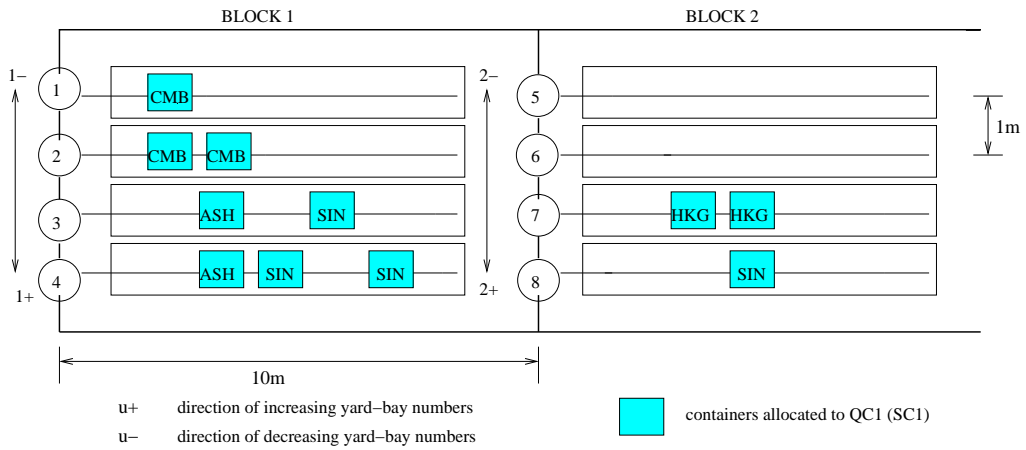 BLOCK 1 BLOCK 2
1− 2−
1 CMB 5
1m
2 CMB CMB 6
3 ASH SIN 7 HKG HKG
4 ASH SIN SIN 8 SIN
1+ 2+
10m
u+ direction of increasing yard−bay numbers
u− direction of decreasing yard−bay numbers
containers allocated to QC1 (SC1)